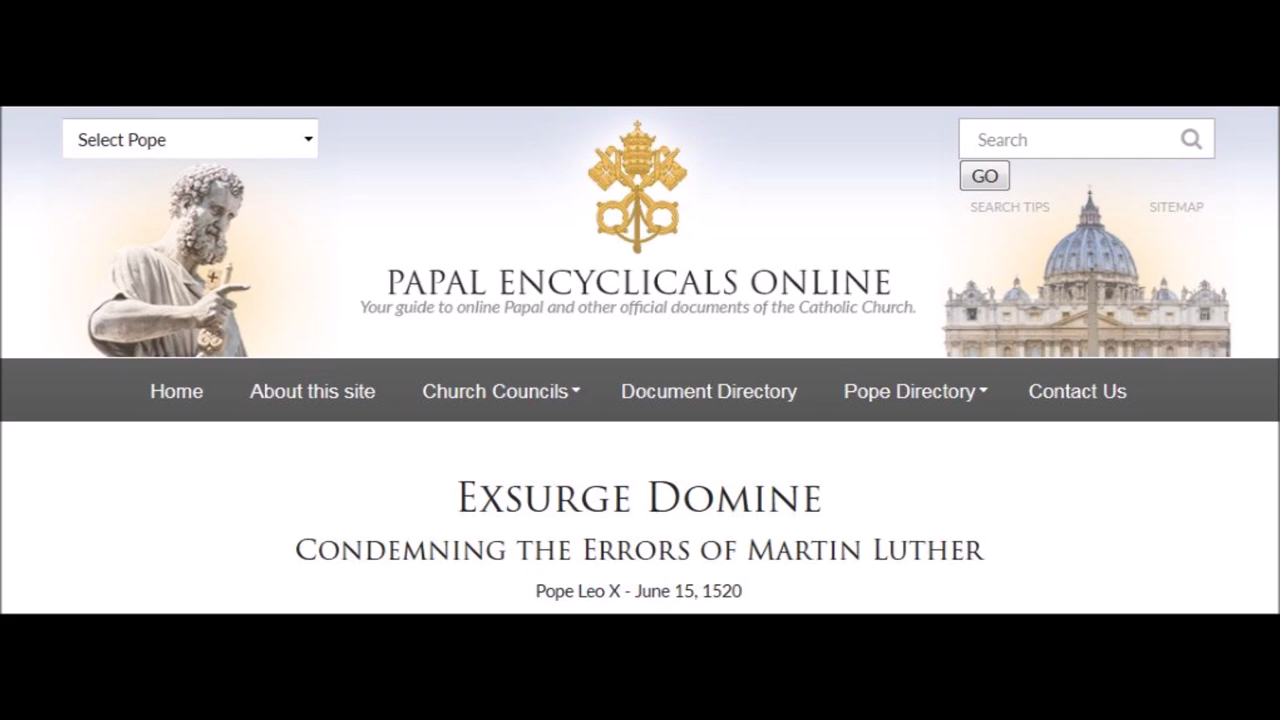 Select Pope
Search
GO
SEARCH TIPS SITEMAP
PAPAL ENCYCLICALS ONLINE
Your guide to online Papal and other official documents of the Catholic Church.
Home About this site Church Councils Document Directory Pope Directory Contact Us
EXSURGE DOMINE
CONDEMNING THE ERRORS OF MARTIN LUTHER
Pope Leo X - June 15, 1520